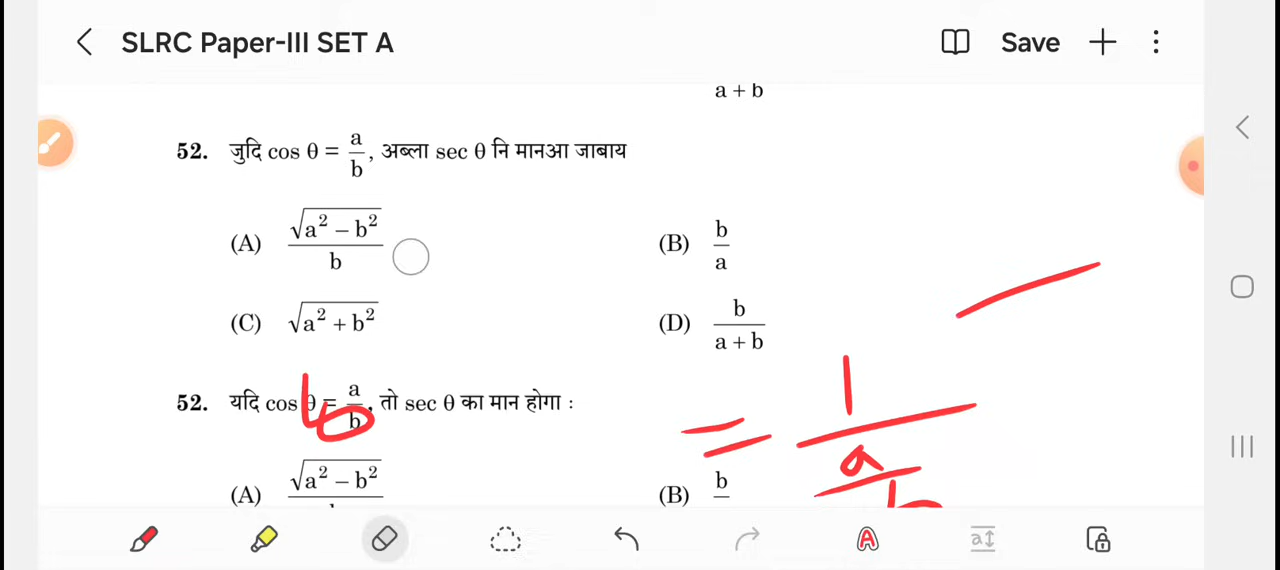 SLRC Paper-III SET A
Save
a + b
52. जुदि cos θ = a/b, अब्ला sec θ नि मानआ जाबाय
(A) √(a² – b²)/b
(B) b/a
(C) √(a² + b²)
(D) b/(a + b)
52. यदि cos θ = a/b, तो sec θ का मान होगा :
b
= 1/(a/b)
(A) √(a² – b²)
(B) b